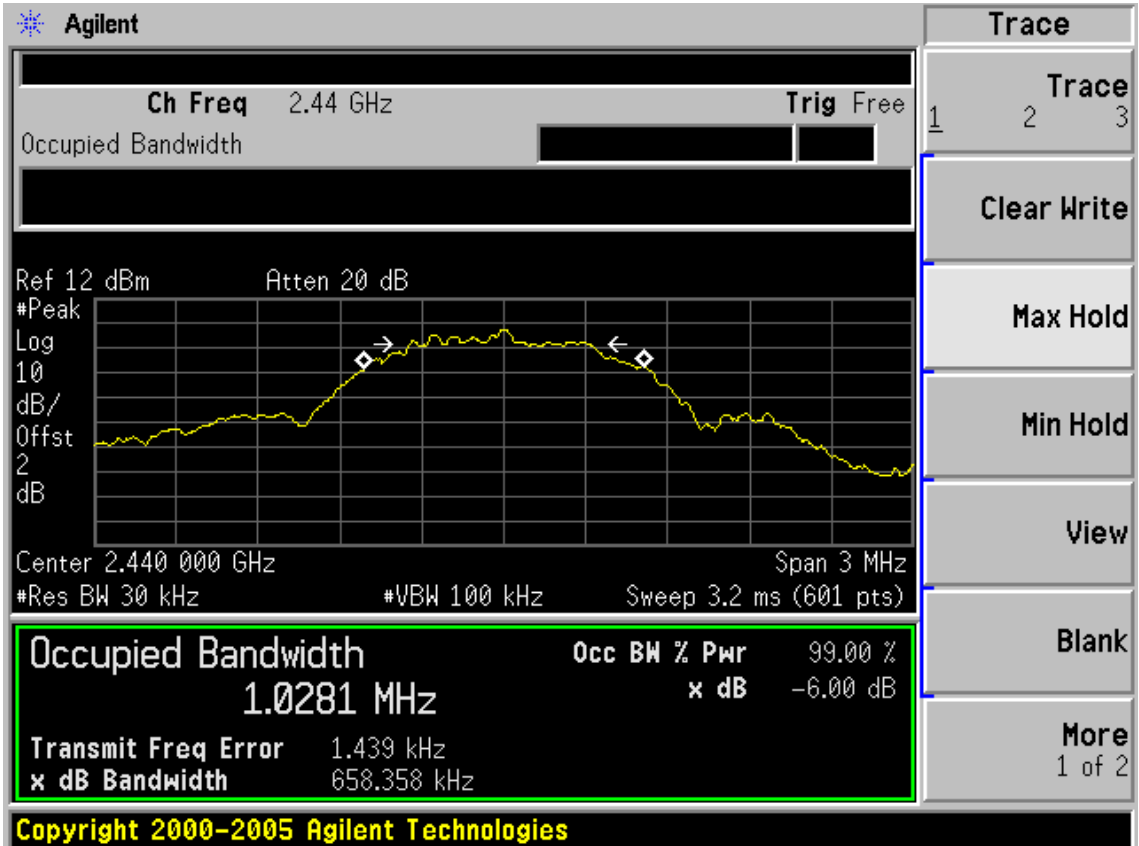 Agilent
Ch Freq 2.44 GHz Trig Free
Occupied Bandwidth
Ref 12 dBm Atten 20 dB
#Peak
Log
10
dB/
Offst
2
dB
Center 2.440 000 GHz Span 3 MHz
#Res BW 30 kHz #VBW 100 kHz Sweep 3.2 ms (601 pts)
Occupied Bandwidth Occ BW % Pwr 99.00 %
1.0281 MHz x dB -6.00 dB
Transmit Freq Error 1.439 kHz
x dB Bandwidth 658.358 kHz
Copyright 2000-2005 Agilent Technologies
Trace
Trace
1 2 3
Clear Write
Max Hold
Min Hold
View
Blank
More
1 of 2